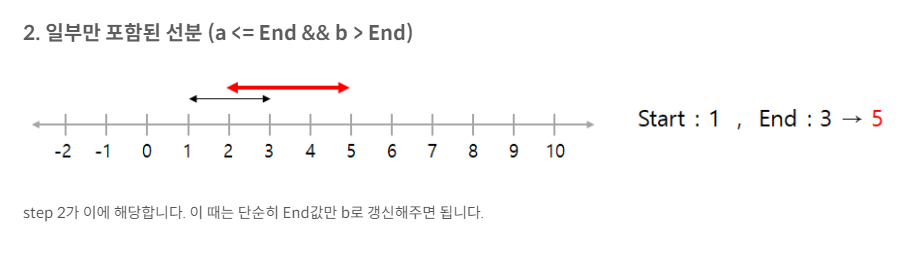 2. 일부만 포함된 선분 (a <= End && b > End)
Start : 1 , End : 3 → 5
-2 -1 0 1 2 3 4 5 6 7 8 9 10
step 2가 이에 해당합니다. 이 때는 단순히 End값만 b로 갱신해주면 됩니다.